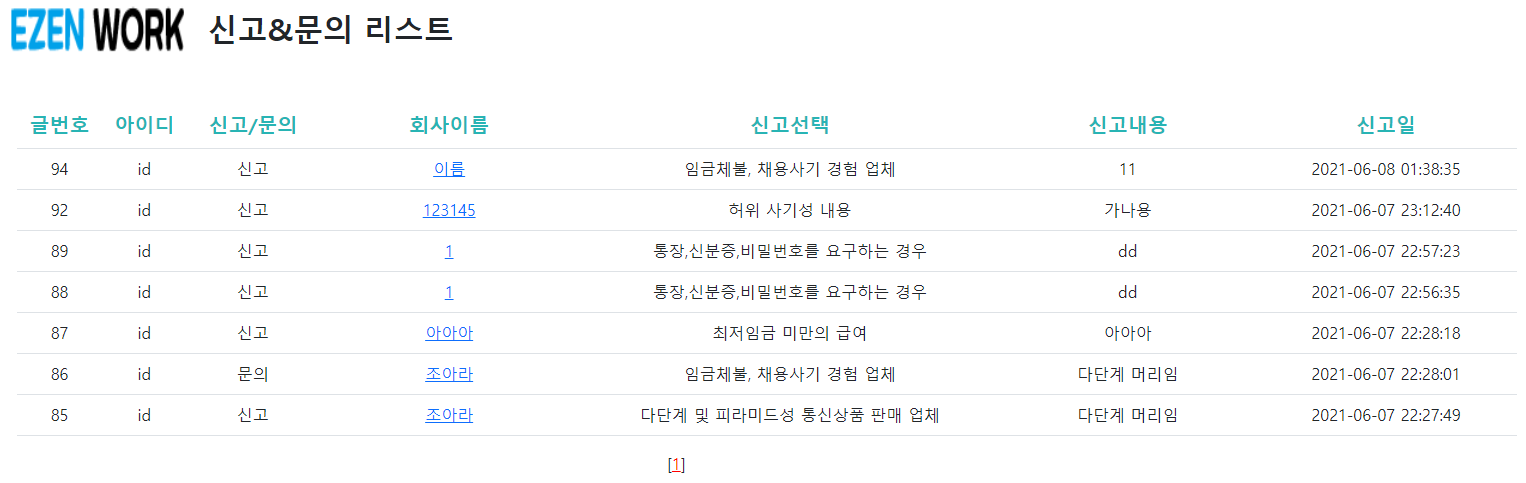 EZEN WORK 신고&문의 리스트
글번호 아이디 신고/문의 회사이름 신고선택 신고내용 신고일
94 id 신고 이름 임금체불, 채용사기 경험 업체 11 2021-06-08 01:38:35
92 id 신고 123145 허위 사기성 내용 가나용 2021-06-07 23:12:40
89 id 신고 1 통장,신분증,비밀번호를 요구하는 경우 dd 2021-06-07 22:57:23
88 id 신고 1 통장,신분증,비밀번호를 요구하는 경우 dd 2021-06-07 22:56:35
87 id 신고 아아아 최저임금 미만의 급여 아아아 2021-06-07 22:28:18
86 id 문의 조아라 임금체불, 채용사기 경험 업체 다단계 머리임 2021-06-07 22:28:01
85 id 신고 조아라 다단계 및 피라미드성 통신상품 판매 업체 다단계 머리임 2021-06-07 22:27:49
[1]